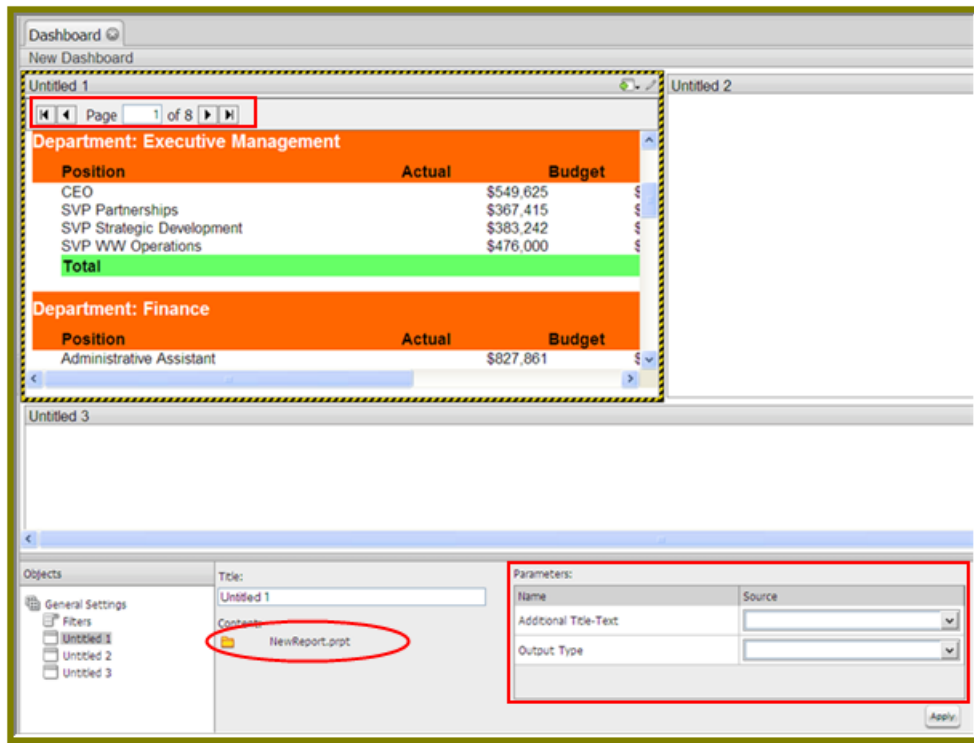 Dashboard
New Dashboard
Untitled 1
Untitled 2
Page 1 of 8
Department: Executive Management
Position Actual Budget
CEO $549,625 $
SVP Partnerships $367,415 $
SVP Strategic Development $383,242 $
SVP WW Operations $476,000 $
Total
Department: Finance
Position Actual Budget
Administrative Assistant $827,861 $
Untitled 3
Objects
General Settings
Filters
Untitled 1
Untitled 2
Untitled 3
Title:
Untitled 1
Content:
NewReport.prpt
Parameters:
Name Source
Additional Title-Text
Output Type
Apply